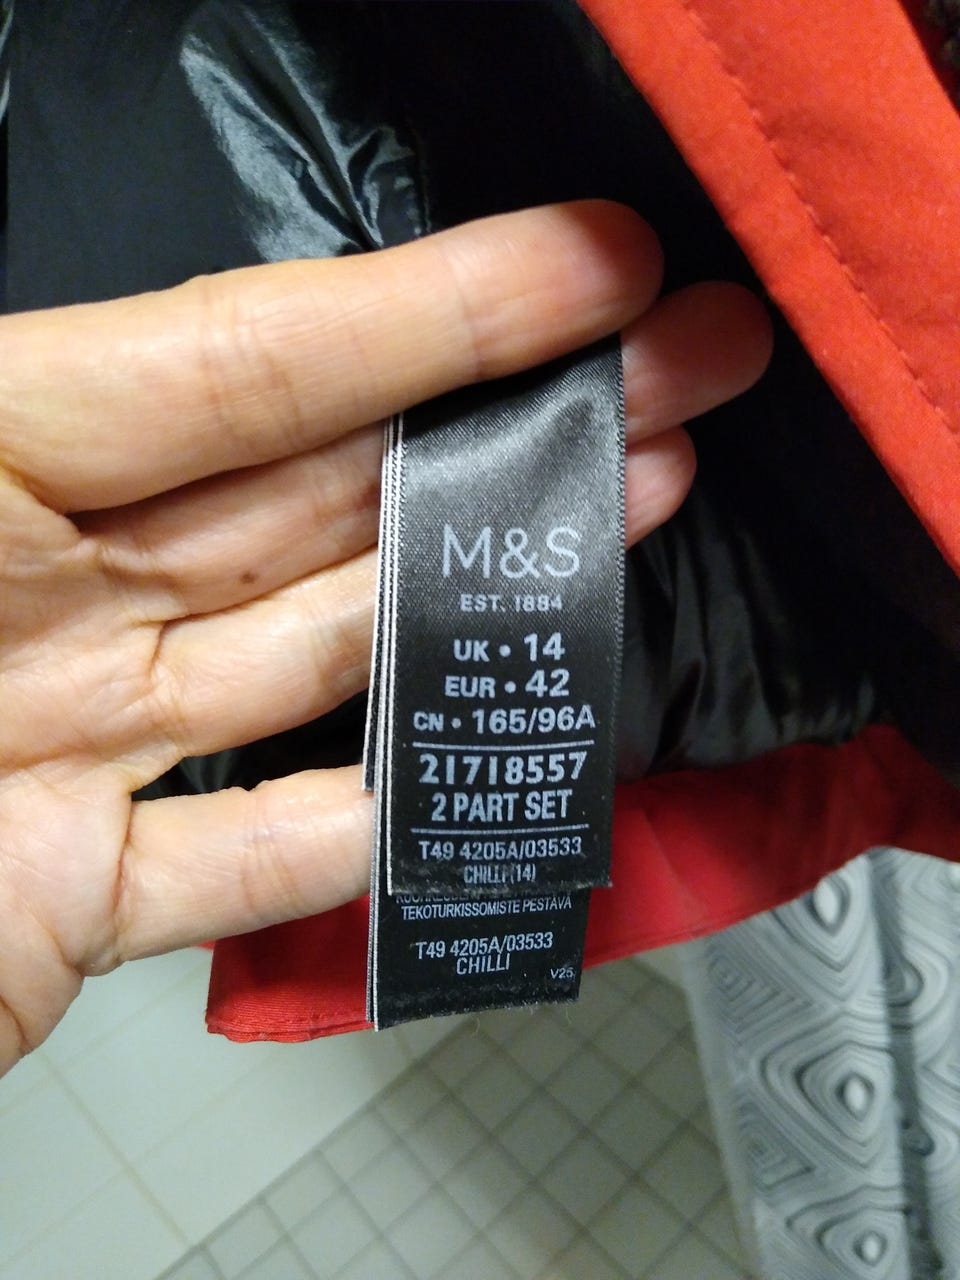 M&S
EST. 1884
UK • 14
EUR • 42
CN • 165/96A
21718557
2 PART SET
T49 4205A/03533
CHILLI (14)
TEKOTURKISSOMISTE PESTÄVÄ
T49 4205A/03533
CHILLI
V25